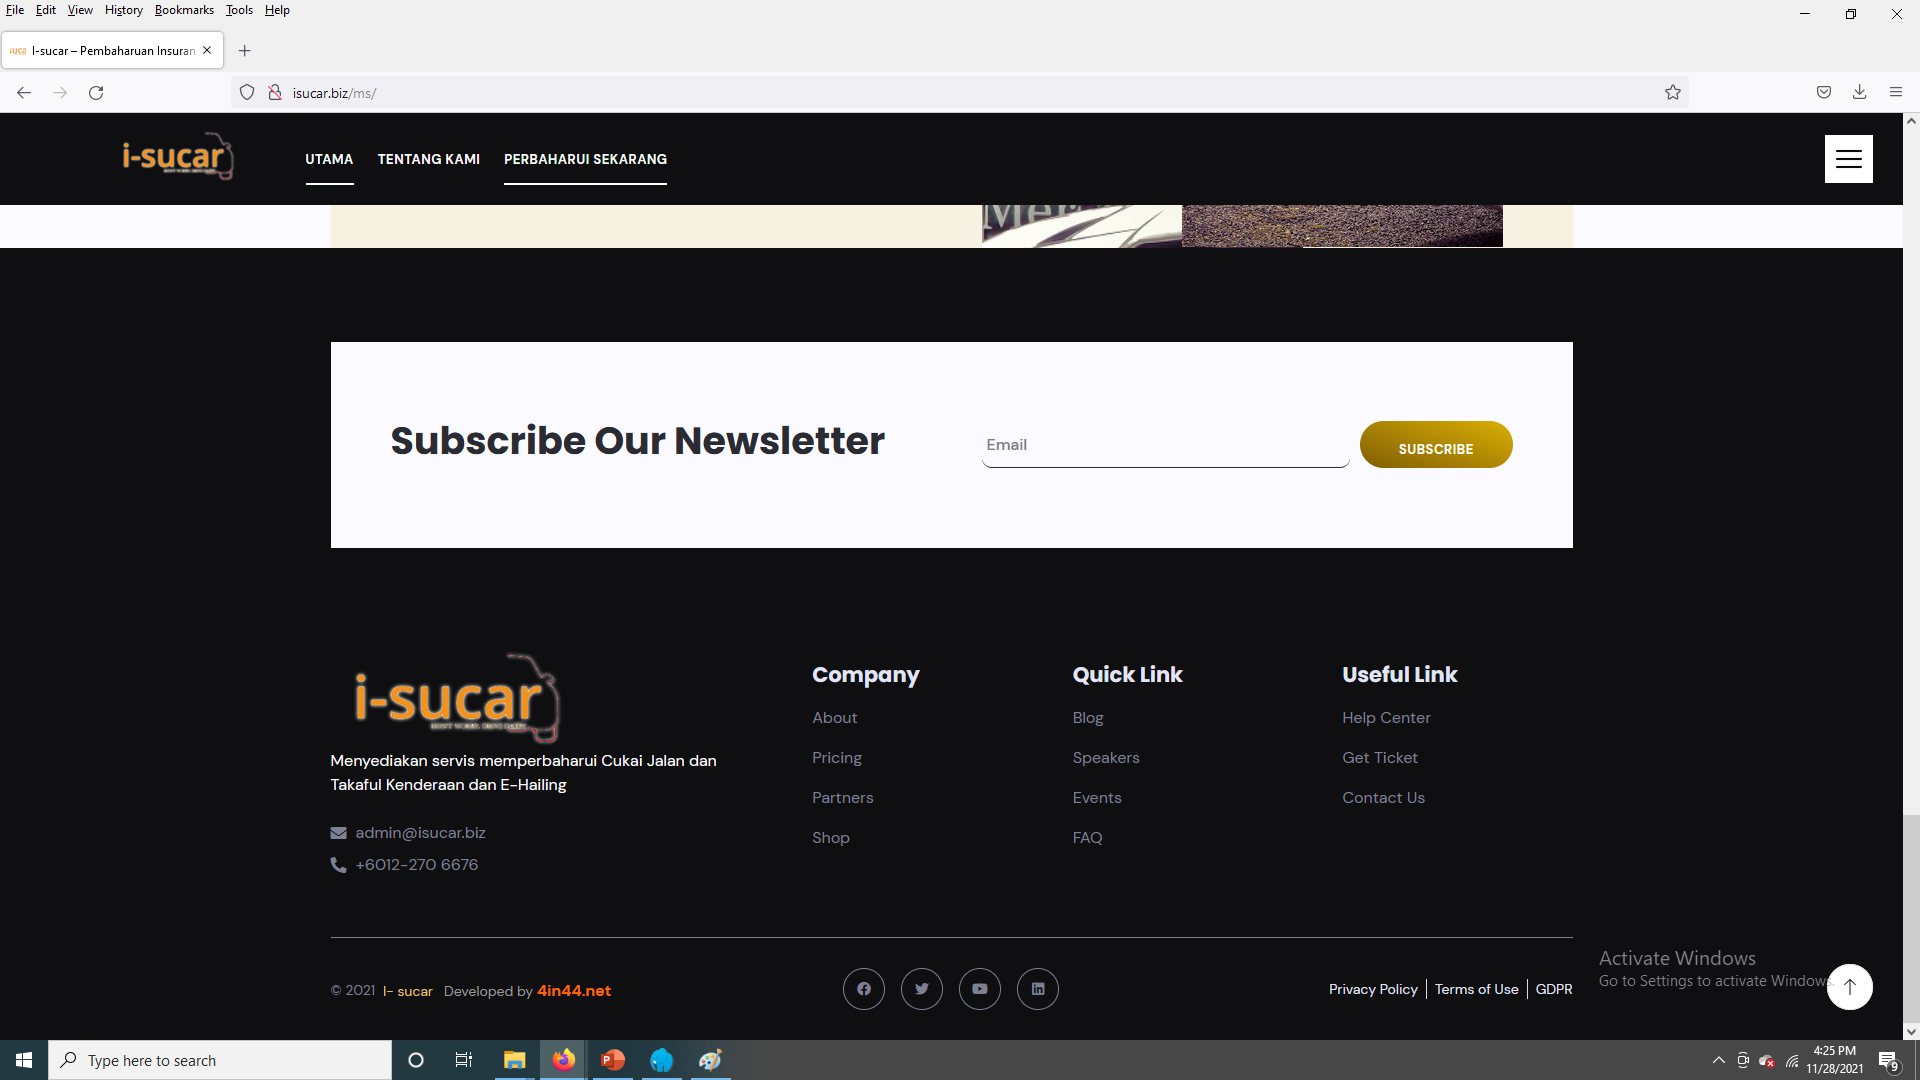 File Edit View History Bookmarks Tools Help
I-sucar – Pembaharuan Insuran
isucar.biz/ms/
i-sucar
UTAMA TENTANG KAMI PERBAHARUI SEKARANG
Mer
Subscribe Our Newsletter
Email
SUBSCRIBE
i-sucar
Menyediakan servis memperbaharui Cukai Jalan dan
Takaful Kenderaan dan E-Hailing
admin@isucar.biz
+6012-270 6676
Company
About
Pricing
Partners
Shop
Quick Link
Blog
Speakers
Events
FAQ
Useful Link
Help Center
Get Ticket
Contact Us
© 2021 I- sucar Developed by 4in44.net
Privacy Policy Terms of Use GDPR
Activate Windows
Go to Settings to activate Windows.
Type here to search
4:25 PM
11/28/2021
9